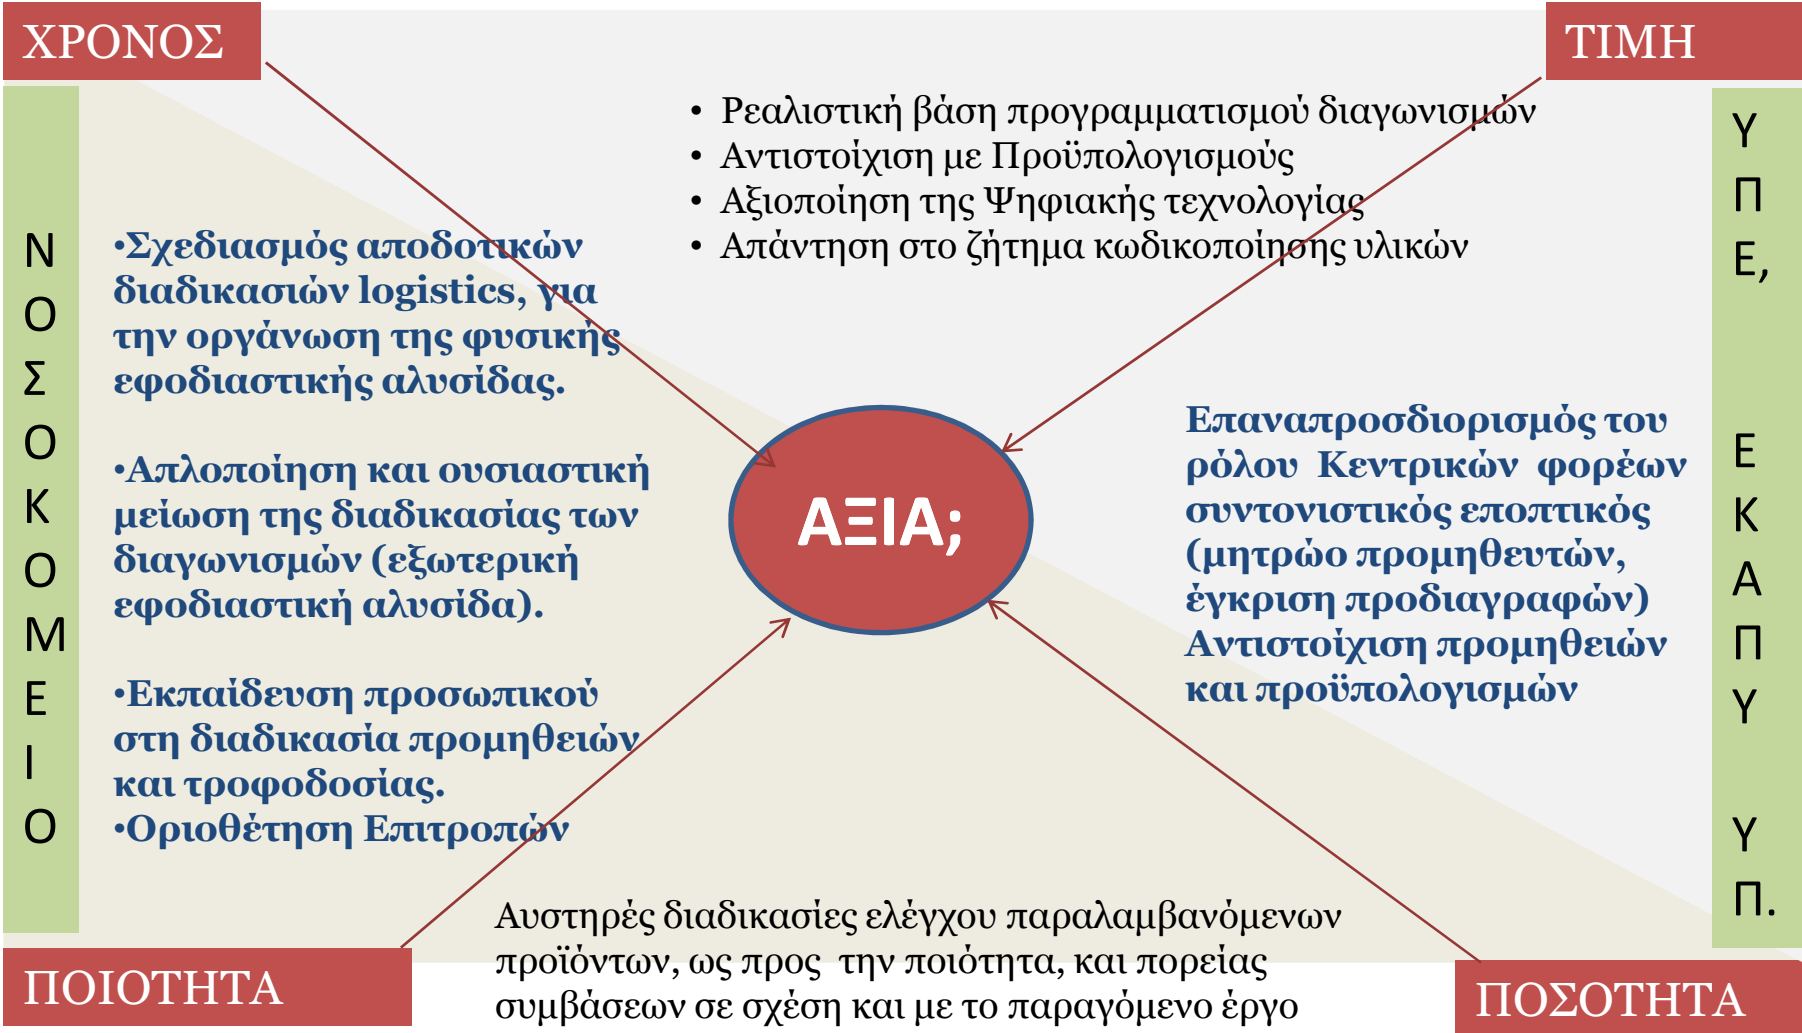 ΧΡΟΝΟΣ
ΤΙΜΗ
• Ρεαλιστική βάση προγραμματισμού διαγωνισμών
• Αντιστοίχιση με Προϋπολογισμούς
• Αξιοποίηση της Ψηφιακής τεχνολογίας
• Απάντηση στο ζήτημα κωδικοποίησης υλικών
Ν
Ο
Σ
Ο
Κ
Ο
Μ
Ε
Ι
Ο
•Σχεδιασμός αποδοτικών
διαδικασιών logistics, για
την οργάνωση της φυσικής
εφοδιαστικής αλυσίδας.
•Απλοποίηση και ουσιαστική
μείωση της διαδικασίας των
διαγωνισμών (εξωτερική
εφοδιαστική αλυσίδα).
•Εκπαίδευση προσωπικού
στη διαδικασία προμηθειών
και τροφοδοσίας.
•Οριοθέτηση Επιτροπών
ΑΞΙΑ;
Επαναπροσδιορισμός του
ρόλου Κεντρικών φορέων
συντονιστικός εποπτικός
(μητρώο προμηθευτών,
έγκριση προδιαγραφών)
Αντιστοίχιση προμηθειών
και προϋπολογισμών
Υ
Π
Ε,
Ε
Κ
Α
Π
Υ
Υ
Π.
Αυστηρές διαδικασίες ελέγχου παραλαμβανόμενων
προϊόντων, ως προς την ποιότητα, και πορείας
συμβάσεων σε σχέση και με το παραγόμενο έργο
ΠΟΙΟΤΗΤΑ
ΠΟΣΟΤΗΤΑ